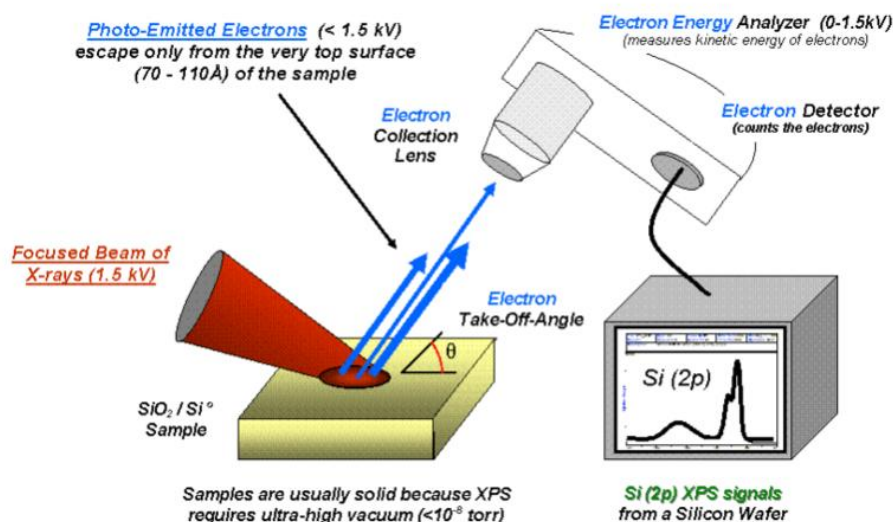 Photo-Emitted Electrons (< 1.5 kV)
escape only from the very top surface
(70 - 110Å) of the sample
Electron Energy Analyzer (0-1.5kV)
(measures kinetic energy of electrons)
Electron Detector
(counts the electrons)
Electron
Collection
Lens
Focused Beam of
X-rays (1.5 kV)
Electron
Take-Off-Angle
θ
SiO₂ / Si°
Sample
Si (2p)
Samples are usually solid because XPS
requires ultra-high vacuum (<10⁻⁸ torr)
Si (2p) XPS signals
from a Silicon Wafer